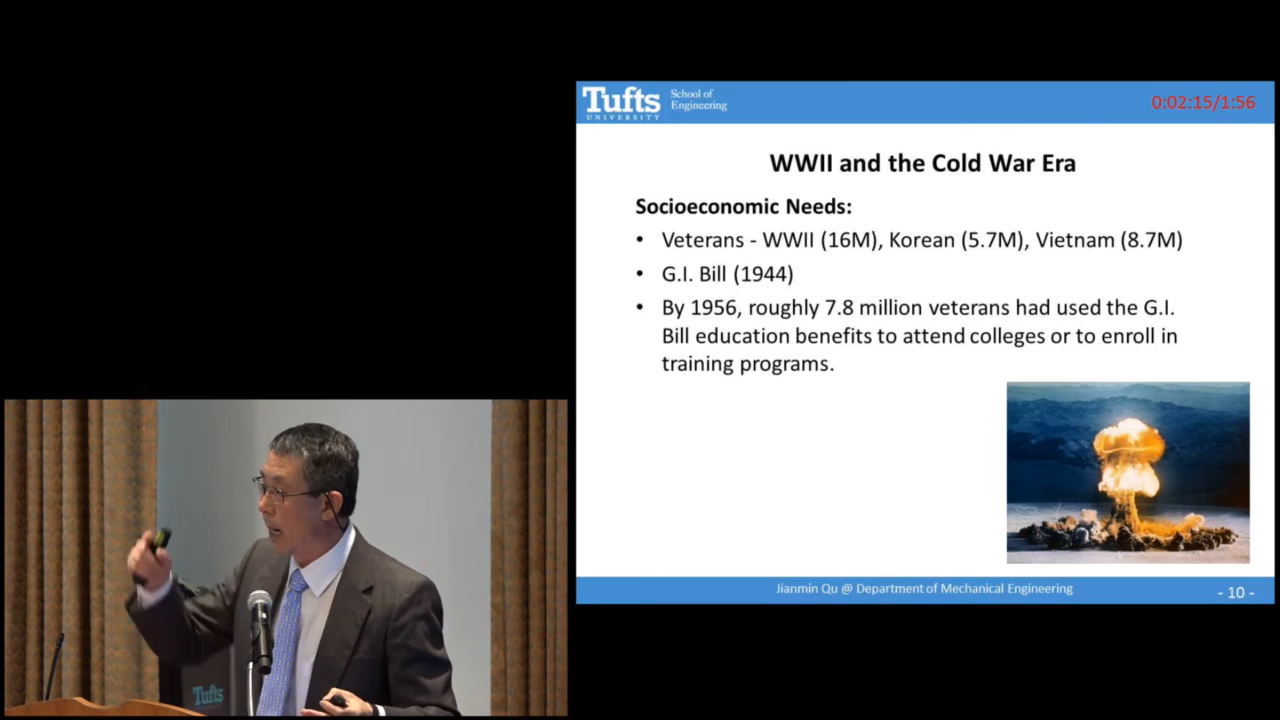 Tufts
UNIVERSITY
School of
Engineering
0:02:15/1:56
WWII and the Cold War Era
Socioeconomic Needs:
• Veterans - WWII (16M), Korean (5.7M), Vietnam (8.7M)
• G.I. Bill (1944)
• By 1956, roughly 7.8 million veterans had used the G.I.
Bill education benefits to attend colleges or to enroll in
training programs.
Jianmin Qu @ Department of Mechanical Engineering
- 10 -
Tufts